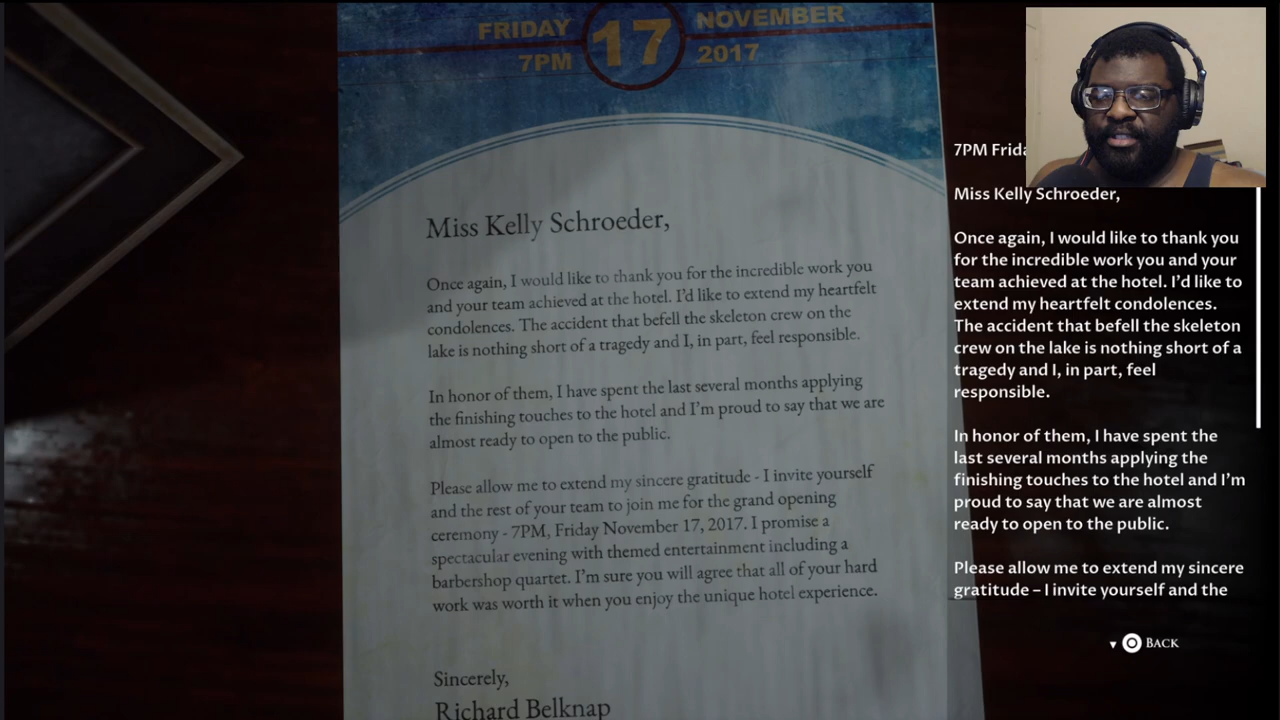 FRIDAY 17 NOVEMBER
7PM 2017
Miss Kelly Schroeder,
Once again, I would like to thank you for the incredible work you
and your team achieved at the hotel. I'd like to extend my heartfelt
condolences. The accident that befell the skeleton crew on the
lake is nothing short of a tragedy and I, in part, feel responsible.
In honor of them, I have spent the last several months applying
the finishing touches to the hotel and I'm proud to say that we are
almost ready to open to the public.
Please allow me to extend my sincere gratitude - I invite yourself
and the rest of your team to join me for the grand opening
ceremony - 7PM, Friday November 17, 2017. I promise a
spectacular evening with themed entertainment including a
barbershop quartet. I'm sure you will agree that all of your hard
work was worth it when you enjoy the unique hotel experience.
Sincerely,
Richard Belknap
7PM Frida
Miss Kelly Schroeder,
Once again, I would like to thank you
for the incredible work you and your
team achieved at the hotel. I'd like to
extend my heartfelt condolences.
The accident that befell the skeleton
crew on the lake is nothing short of a
tragedy and I, in part, feel
responsible.
In honor of them, I have spent the
last several months applying the
finishing touches to the hotel and I'm
proud to say that we are almost
ready to open to the public.
Please allow me to extend my sincere
gratitude – I invite yourself and the
BACK